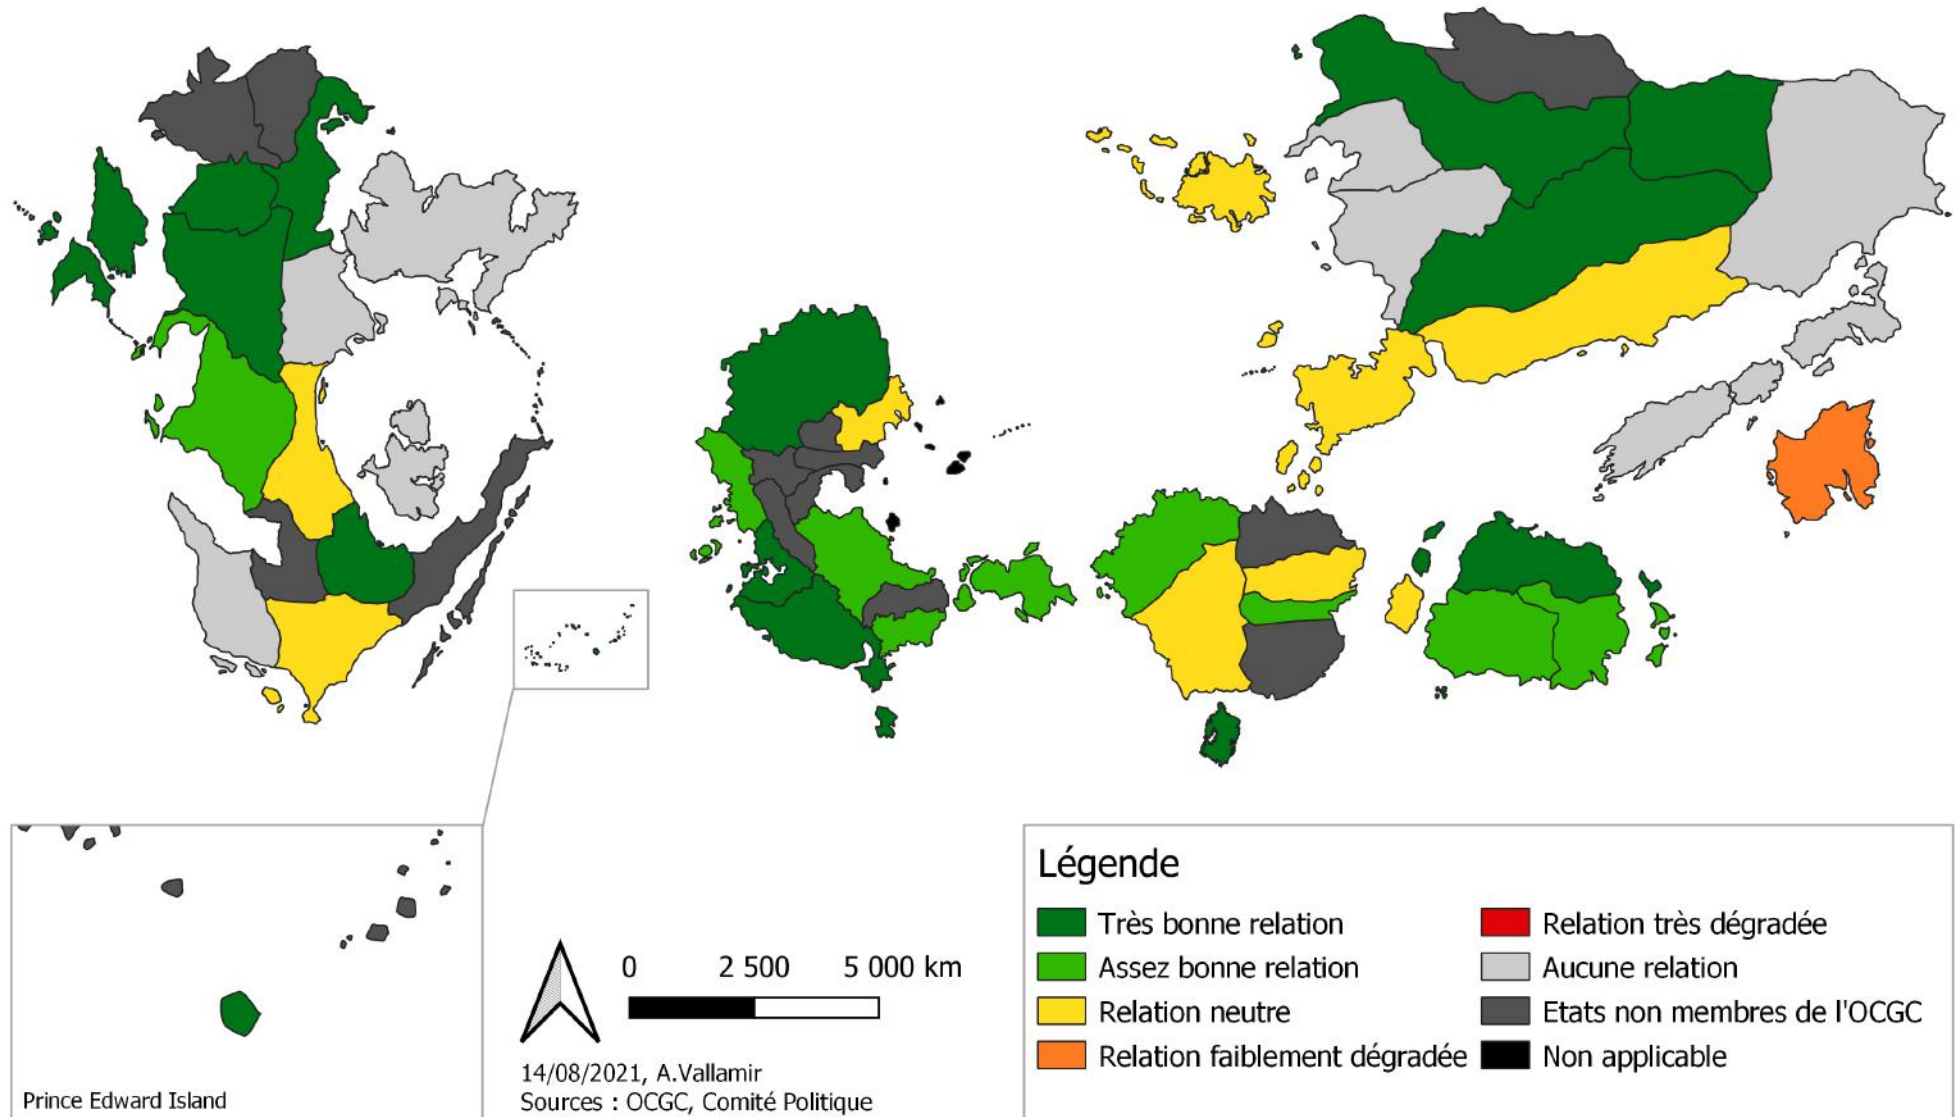 Prince Edward Island
0 2 500 5 000 km
14/08/2021, A.Vallamir
Sources : OCGC, Comité Politique
Légende
Très bonne relation
Assez bonne relation
Relation neutre
Relation faiblement dégradée
Relation très dégradée
Aucune relation
Etats non membres de l'OCGC
Non applicable